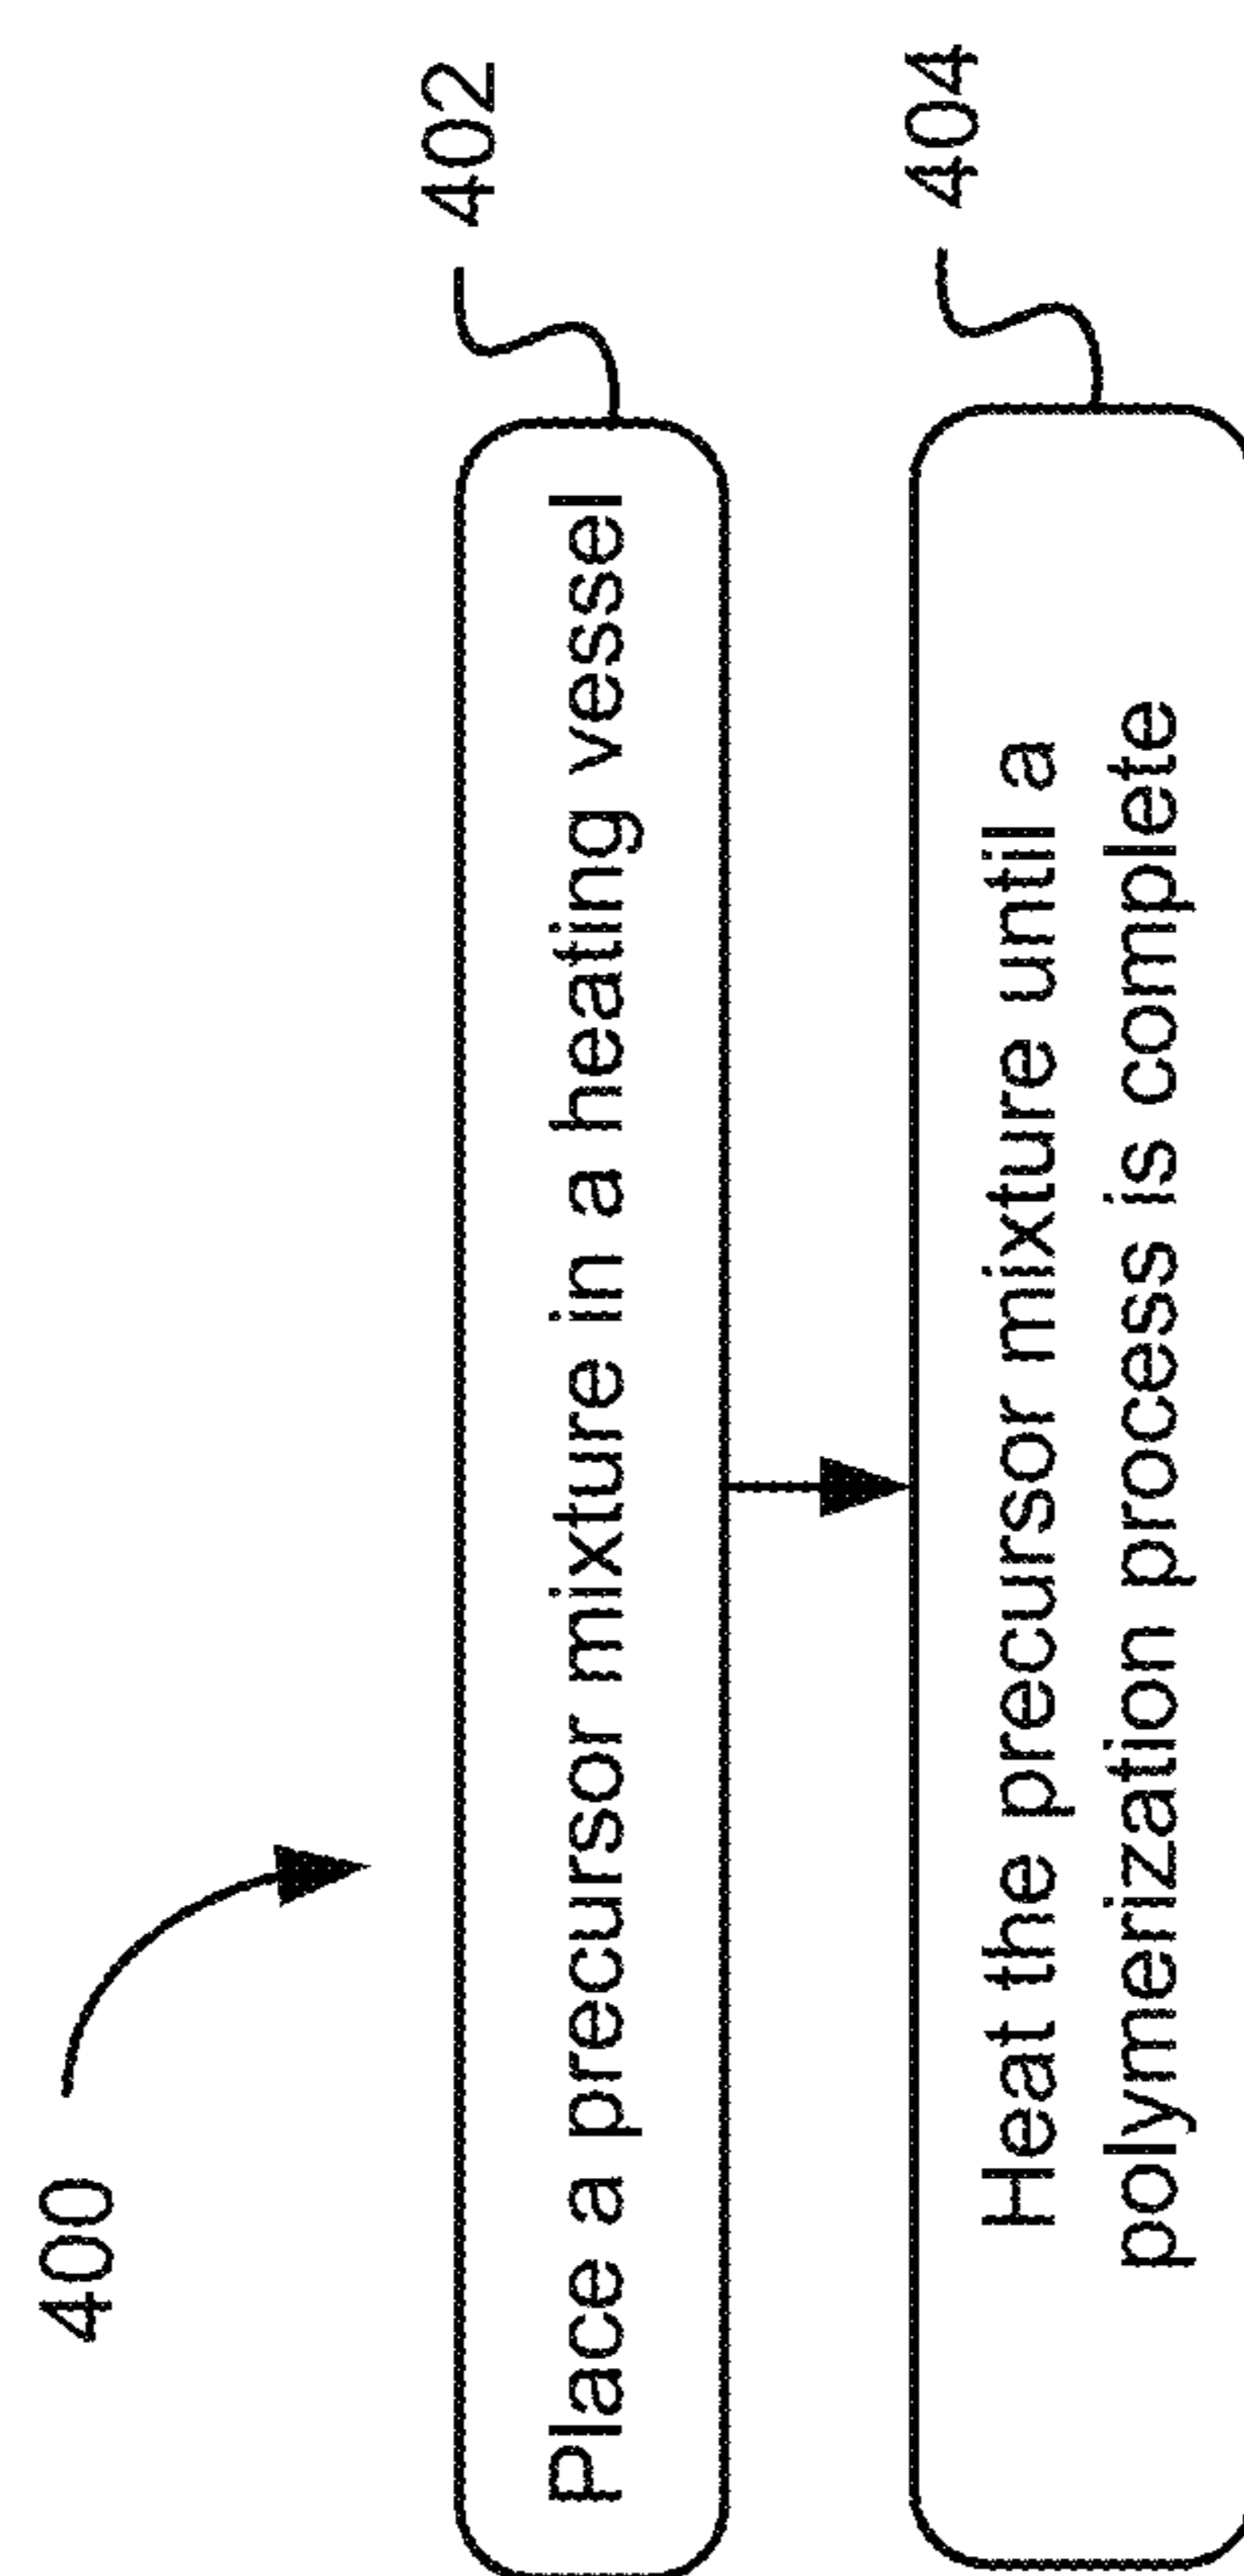 400
Place a precursor mixture in a heating vessel
402
Heat the precursor mixture until a
polymerization process is complete
404